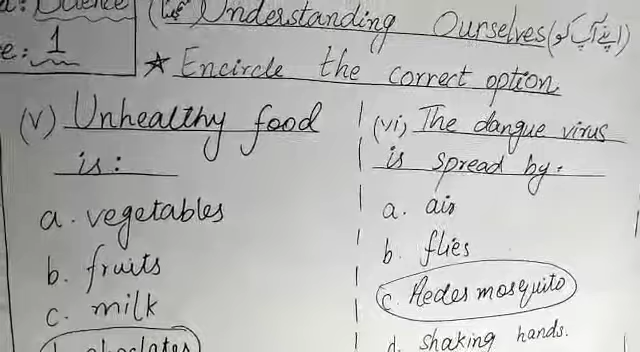 Science
Understanding Ourselves (اپنے آپ کو
e: 1
★ Encircle the correct option
(v) Unhealthy food
is:
a. vegetables
b. fruits
c. milk
(vi) The dangue virus
is spread by:
a. air
b. flies
c. Aedes mosquito
d. shaking hands.